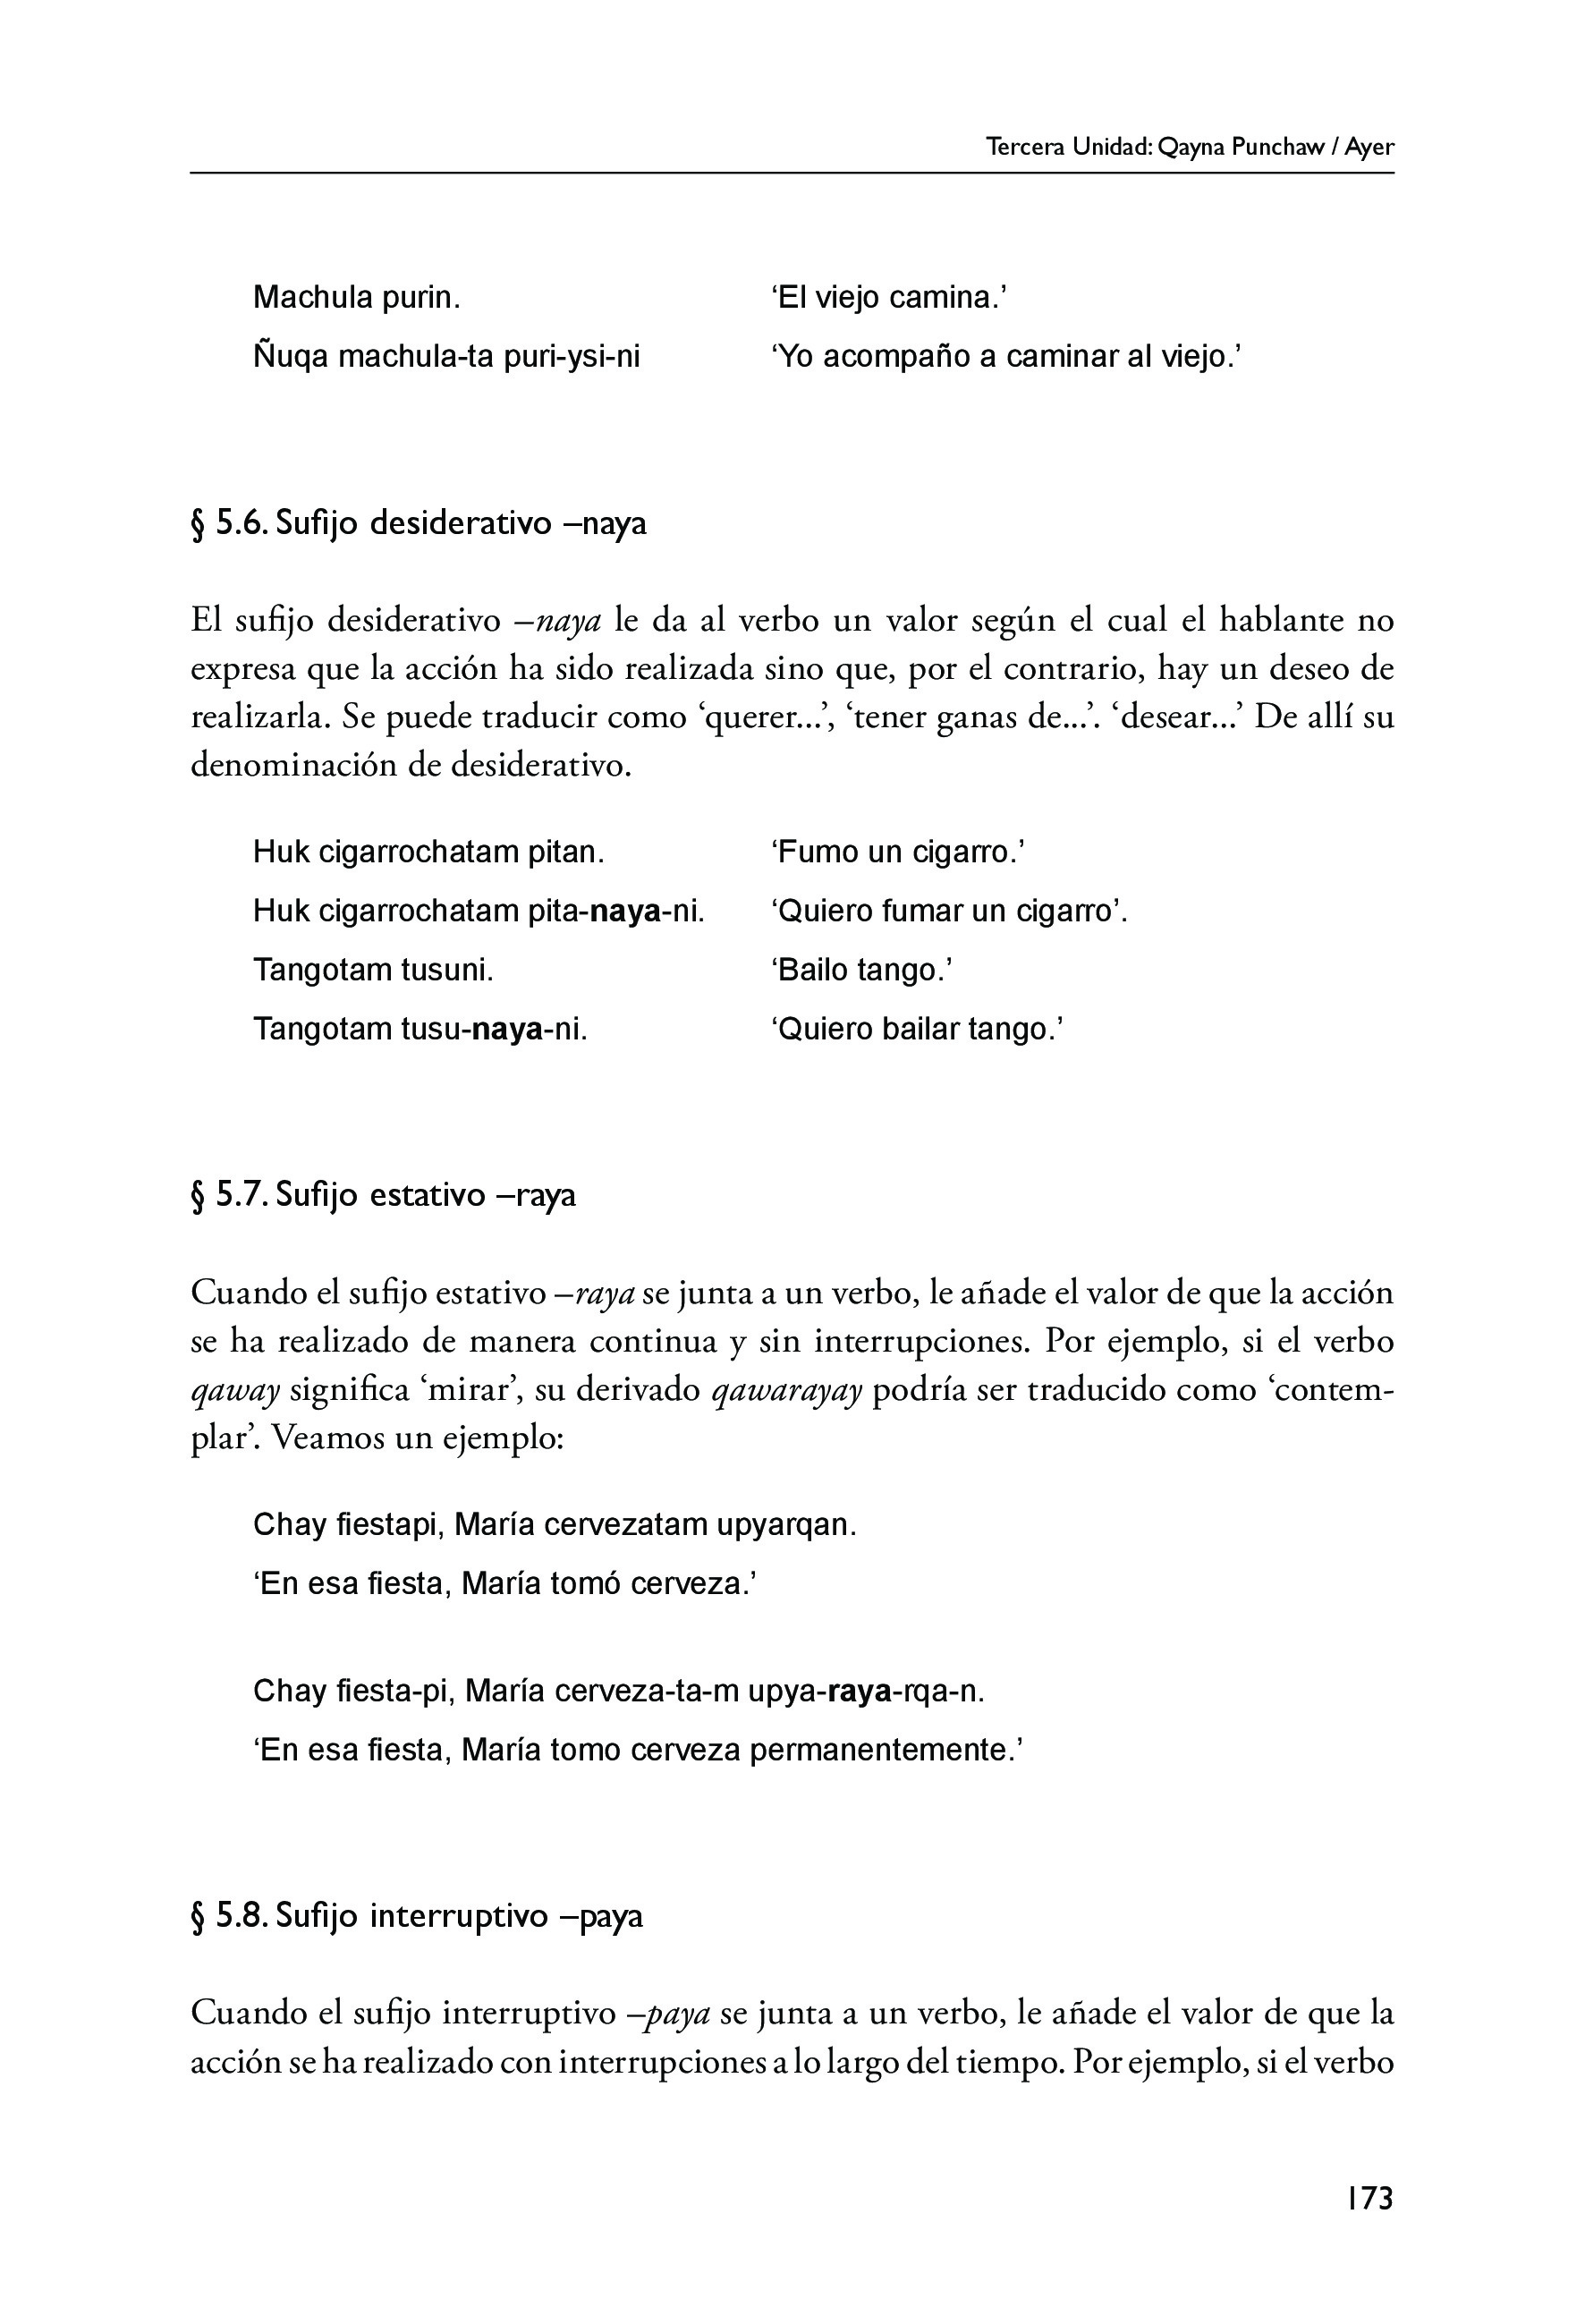 Tercera Unidad: Qayna Punchaw / Ayer
Machula purin. ‘El viejo camina.’
Ñuqa machula-ta puri-ysi-ni ‘Yo acompaño a caminar al viejo.’
§ 5.6. Sufijo desiderativo –naya
El sufijo desiderativo –naya le da al verbo un valor según el cual el hablante no
expresa que la acción ha sido realizada sino que, por el contrario, hay un deseo de
realizarla. Se puede traducir como ‘querer...’, ‘tener ganas de...’. ‘desear...’ De allí su
denominación de desiderativo.
Huk cigarrochatam pitan. ‘Fumo un cigarro.’
Huk cigarrochatam pita-naya-ni. ‘Quiero fumar un cigarro’.
Tangotam tusuni. ‘Bailo tango.’
Tangotam tusu-naya-ni. ‘Quiero bailar tango.’
§ 5.7. Sufijo estativo –raya
Cuando el sufijo estativo –raya se junta a un verbo, le añade el valor de que la acción
se ha realizado de manera continua y sin interrupciones. Por ejemplo, si el verbo
qaway significa ‘mirar’, su derivado qawarayay podría ser traducido como ‘contem-
plar’. Veamos un ejemplo:
Chay fiestapi, María cervezatam upyarqan.
‘En esa fiesta, María tomó cerveza.’
Chay fiesta-pi, María cerveza-ta-m upya-raya-rqa-n.
‘En esa fiesta, María tomo cerveza permanentemente.’
§ 5.8. Sufijo interruptivo –paya
Cuando el sufijo interruptivo –paya se junta a un verbo, le añade el valor de que la
acción se ha realizado con interrupciones a lo largo del tiempo. Por ejemplo, si el verbo
173